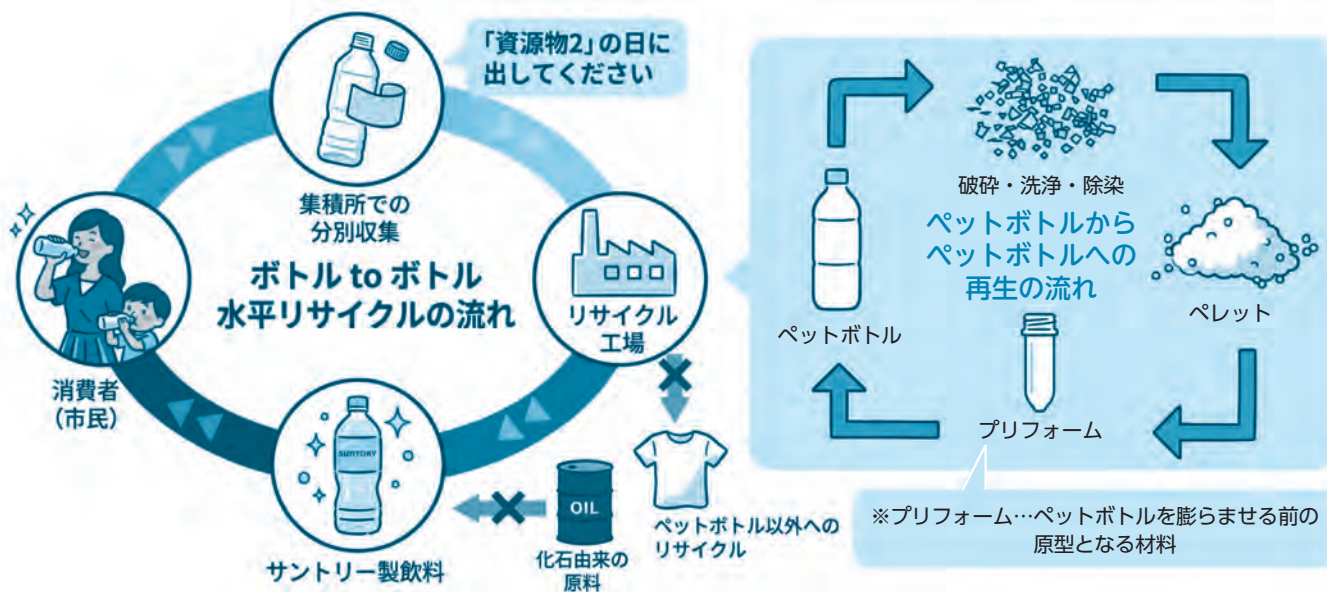 「資源物2」の日に
出してください
集積所での
分別収集
ボトル to ボトル
水平リサイクルの流れ
リサイクル
工場
消費者
(市民)
SUNTORY
サントリー製飲料
OIL
化石由来の
原料
ペットボトル以外への
リサイクル
破砕・洗浄・除染
ペットボトルから
ペットボトルへの
再生の流れ
ペットボトル
ペレット
プリフォーム
※プリフォーム…ペットボトルを膨らませる前の
原型となる材料